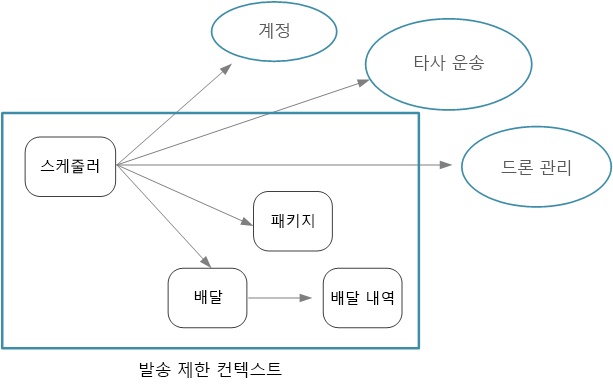 계정
타사 운송
스케줄러
드론 관리
패키지
배달
배달 내역
발송 제한 컨텍스트